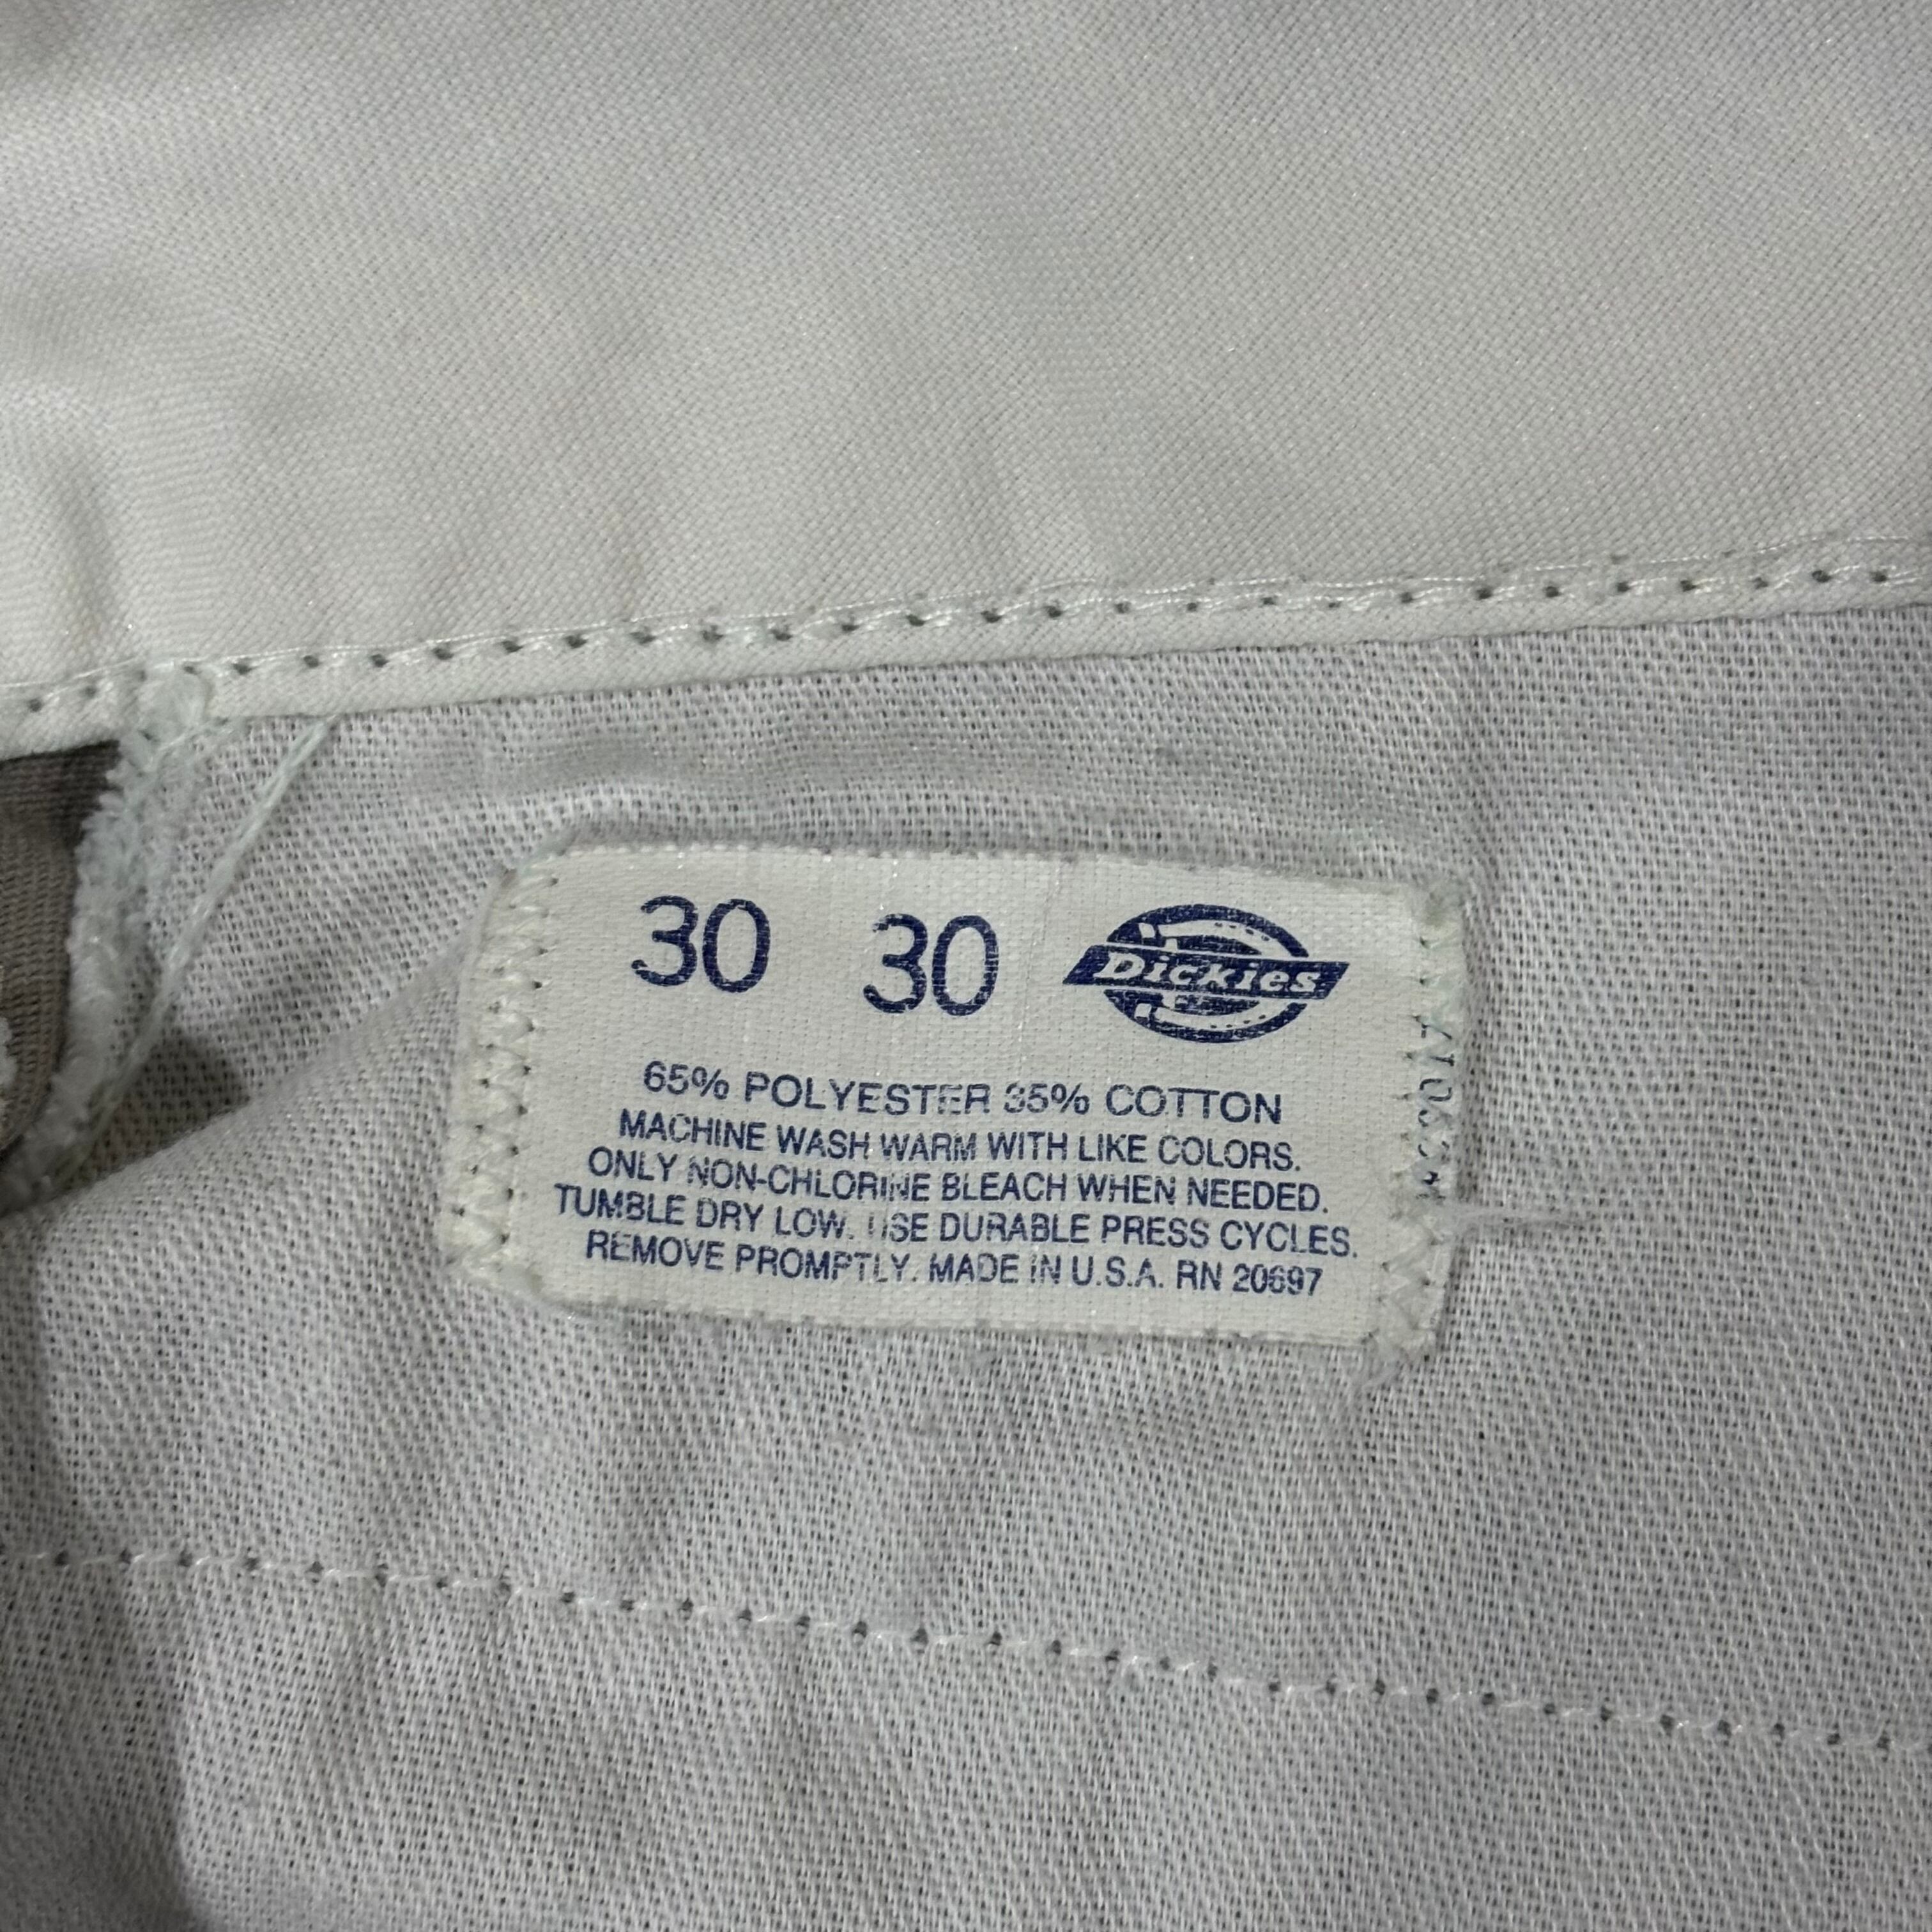 30 30 Dickies
65% POLYESTER 35% COTTON
MACHINE WASH WARM WITH LIKE COLORS.
ONLY NON-CHLORINE BLEACH WHEN NEEDED.
TUMBLE DRY LOW. USE DURABLE PRESS CYCLES.
REMOVE PROMPTLY. MADE IN U.S.A. RN 20697